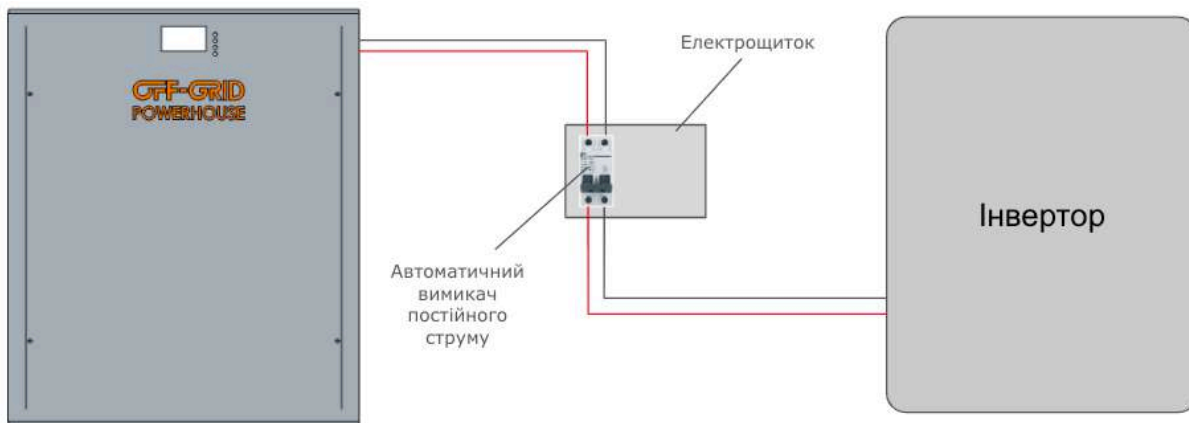 OFF-GRID
POWERHOUSE
Електрощиток
Автоматичний
вимикач
постійного
струму
Інвертор